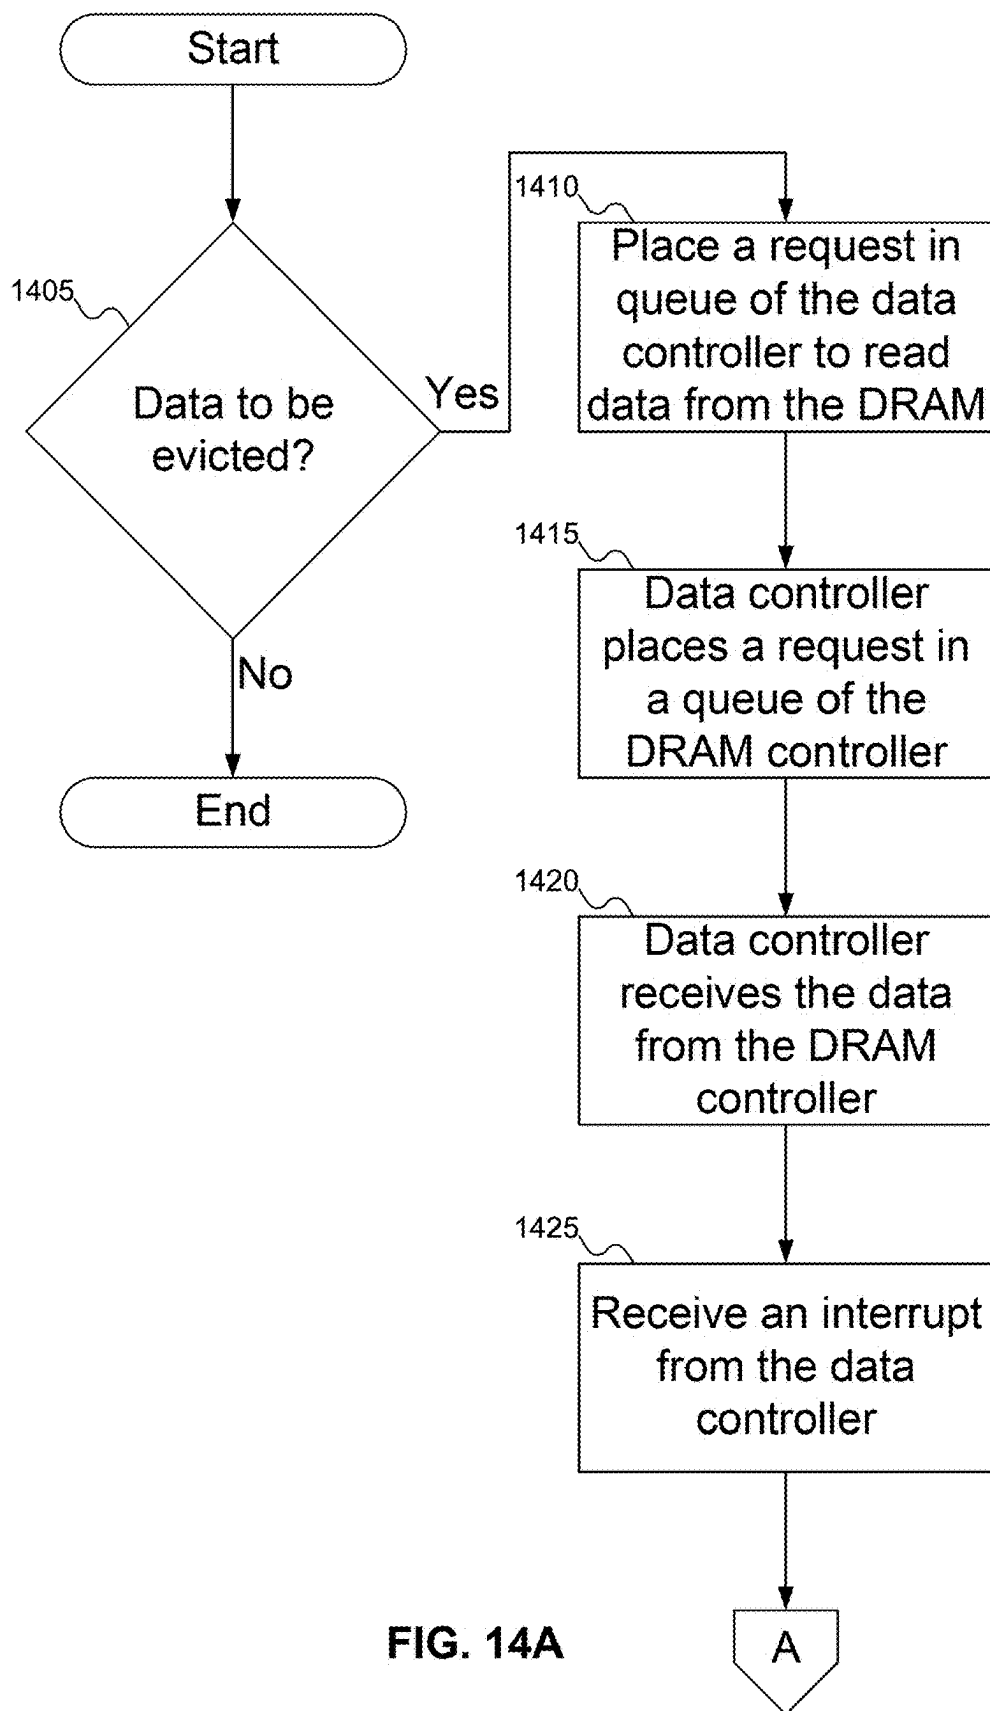 Start
1405
Data to be
evicted?
Yes
No
End
1410
Place a request in
queue of the data
controller to read
data from the DRAM
1415
Data controller
places a request in
a queue of the
DRAM controller
1420
Data controller
receives the data
from the DRAM
controller
1425
Receive an interrupt
from the data
controller
A
FIG. 14A